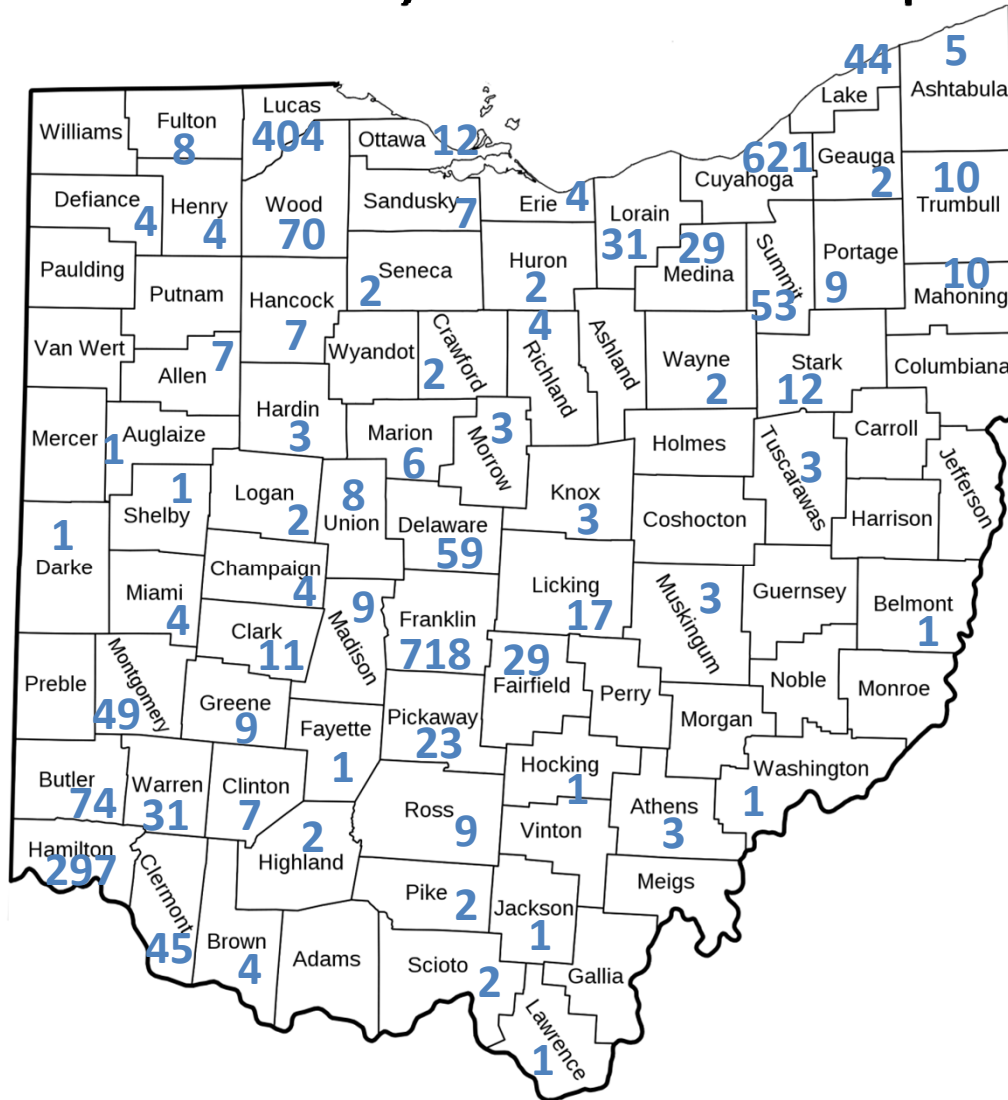 44
5
Lake
Ashtabula
Lucas
404
Williams
Fulton
8
Ottawa
12
621
Cuyahoga
Geauga
2
10
Trumbull
Defiance
4
Henry
4
Wood
70
Sandusky
7
Erie
4
Lorain
31
29
Medina
Summit
53
Portage
9
10
Mahoning
Paulding
Putnam
Hancock
7
Seneca
2
Huron
2
Van Wert
Allen
7
Wyandot
Crawford
2
4
Richland
Ashland
Wayne
2
Stark
12
Columbiana
Mercer
Auglaize
1
Hardin
3
Marion
6
3
Morrow
Holmes
Tuscarawas
3
Carroll
Jefferson
1
Shelby
Logan
2
8
Union
Delaware
59
Knox
3
Coshocton
Harrison
1
Darke
Miami
4
Champaign
4
9
Madison
Franklin
718
Licking
17
Muskingum
3
Guernsey
Belmont
1
Clark
11
Preble
Montgomery
49
Greene
9
Fayette
1
Pickaway
23
29
Fairfield
Perry
Morgan
Noble
Monroe
Butler
74
Warren
31
Clinton
7
Hocking
1
Washington
1
Athens
3
Ross
9
Vinton
Hamilton
297
Clermont
45
2
Highland
Pike
2
Jackson
1
Meigs
Brown
4
Adams
Scioto
2
Gallia
Lawrence
1